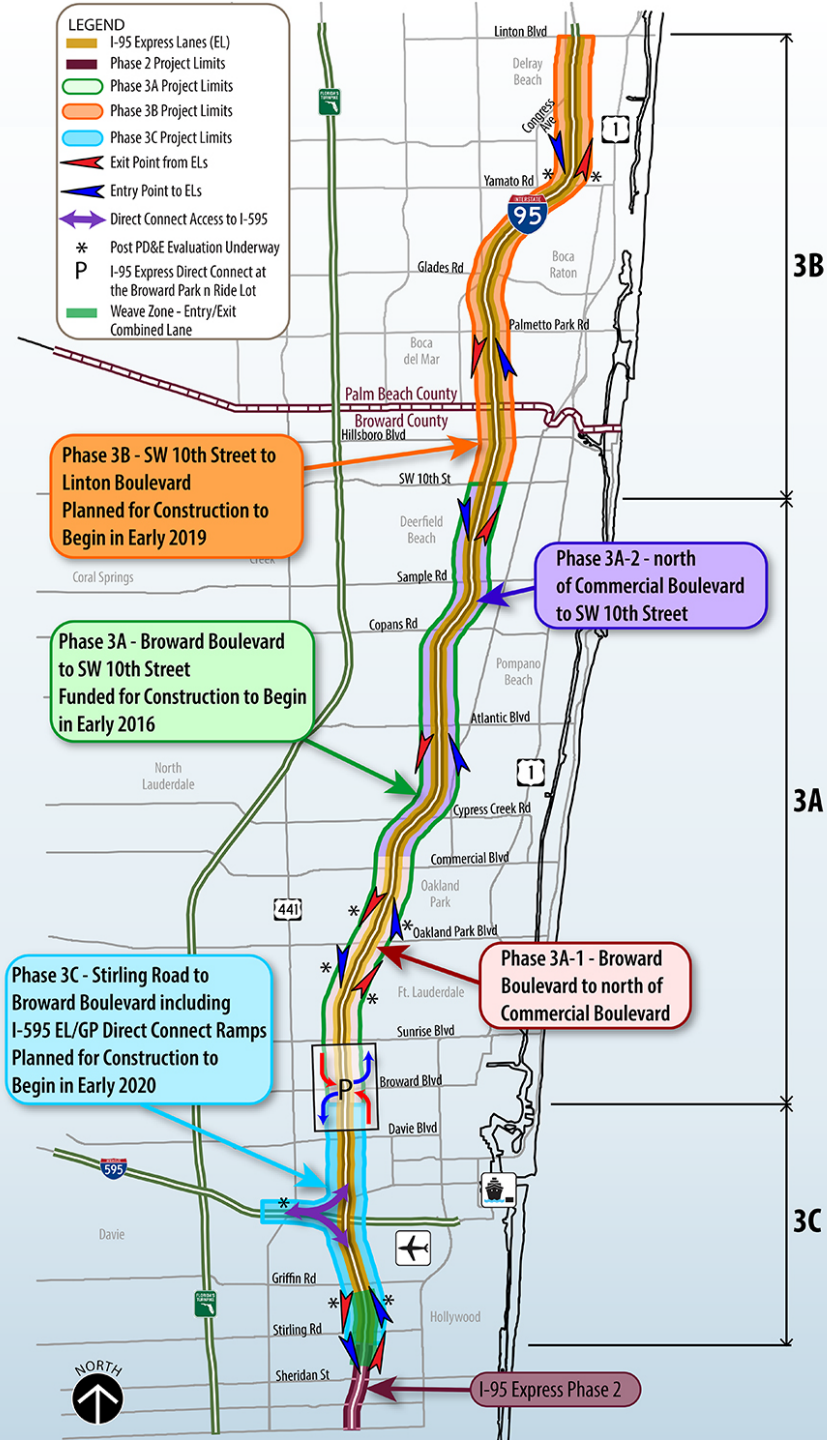 LEGEND
I-95 Express Lanes (EL)
Phase 2 Project Limits
Phase 3A Project Limits
Phase 3B Project Limits
Phase 3C Project Limits
Exit Point from ELs
Entry Point to ELs
Direct Connect Access to I-595
* Post PD&E Evaluation Underway
P I-95 Express Direct Connect at
the Broward Park n Ride Lot
Weave Zone - Entry/Exit
Combined Lane
Linton Blvd
Delray
Beach
Congress
Ave
1
Yamato Rd
*
*
INTERSTATE
95
Glades Rd
Boca
Raton
3B
Palmetto Park Rd
Boca
del Mar
Palm Beach County
Broward County
Hillsboro Blvd
Phase 3B - SW 10th Street to
Linton Boulevard
Planned for Construction to
Begin in Early 2019
SW 10th St
Deerfield
Beach
Creek
Coral Springs
Sample Rd
Phase 3A-2 - north
of Commercial Boulevard
to SW 10th Street
Copans Rd
Phase 3A - Broward Boulevard
to SW 10th Street
Funded for Construction to Begin
in Early 2016
Pompano
Beach
Atlantic Blvd
North
Lauderdale
1
3A
Cypress Creek Rd
Commercial Blvd
Oakland
Park
441
*
*
Oakland Park Blvd
Phase 3A-1 - Broward
Boulevard to north of
Commercial Boulevard
*
*
Ft. Lauderdale
Phase 3C - Stirling Road to
Broward Boulevard including
I-595 EL/GP Direct Connect Ramps
Planned for Construction to
Begin in Early 2020
Sunrise Blvd
P
Broward Blvd
Davie Blvd
595
*
Davie
3C
Griffin Rd
*
*
Hollywood
Stirling Rd
Sheridan St
NORTH
I-95 Express Phase 2